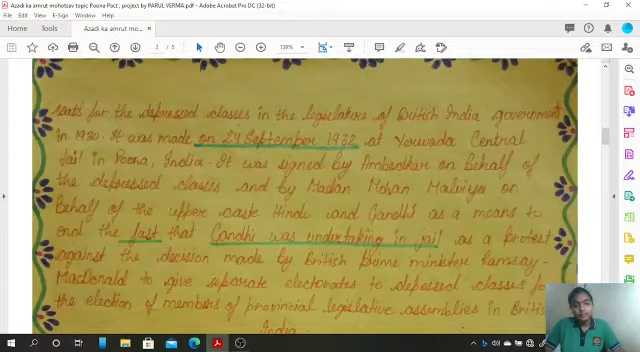 Azadi ka amrut mohotsav topic Poona Pact , project by PARUL VERMA.pdf - Adobe Acrobat Reader DC (32-bit)
File Edit View Sign Window Help
Home Tools Azadi ka amrut mo... ×
2 / 5 139%
seats for the depressed classes in the legislature of British India government
in 1930. It was made on 24 September 1932 at Yerwada Central
Jail in Poona, India. It was signed by Ambedkar on behalf of
the depressed classes and by Madan Mohan Malviya on
behalf of the upper caste Hindu and Gandhi as a means to
end the fast that Gandhi was undertaking in jail as a protest
against the decision made by British prime minister Ramsay-
MacDonald to give separate electorates to depressed classes for
the election of members of provincial legislative assemblies in British
India